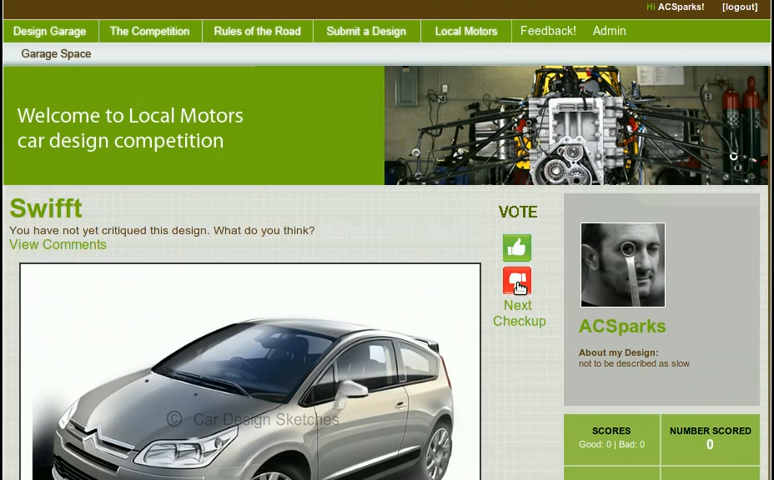 Hi ACSparks! [logout]
Design Garage The Competition Rules of the Road Submit a Design Local Motors Feedback! Admin
Garage Space
Welcome to Local Motors
car design competition
Swifft
You have not yet critiqued this design. What do you think?
View Comments
VOTE
Next
Checkup
© Car Design Sketches
ACSparks
About my Design:
not to be described as slow
SCORES
Good: 0 | Bad: 0
NUMBER SCORED
0